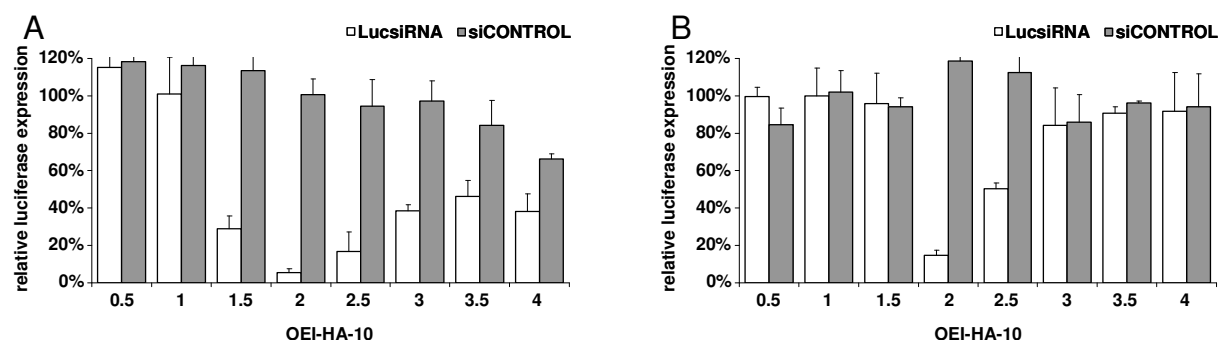 A
LucsiRNA siCONTROL
relative luciferase expression
120%
100%
80%
60%
40%
20%
0%
0.5 1 1.5 2 2.5 3 3.5 4
OEI-HA-10
B
LucsiRNA siCONTROL
relative luciferase expression
120%
100%
80%
60%
40%
20%
0%
0.5 1 1.5 2 2.5 3 3.5 4
OEI-HA-10